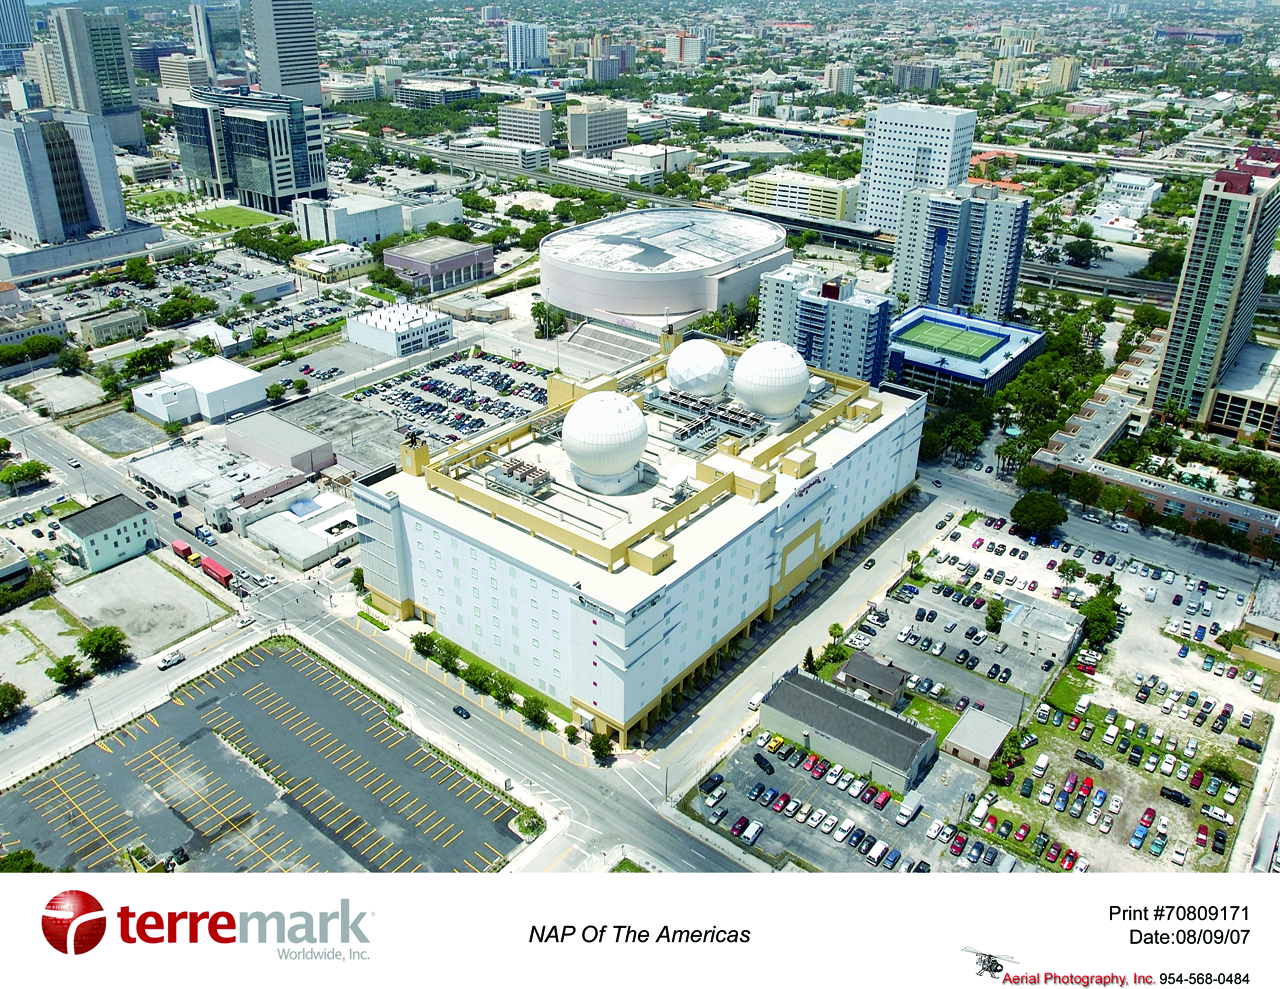 terremark
Worldwide, Inc.
NAP Of The Americas
Print #70809171
Date:08/09/07
Aerial Photography, Inc. 954-568-0484